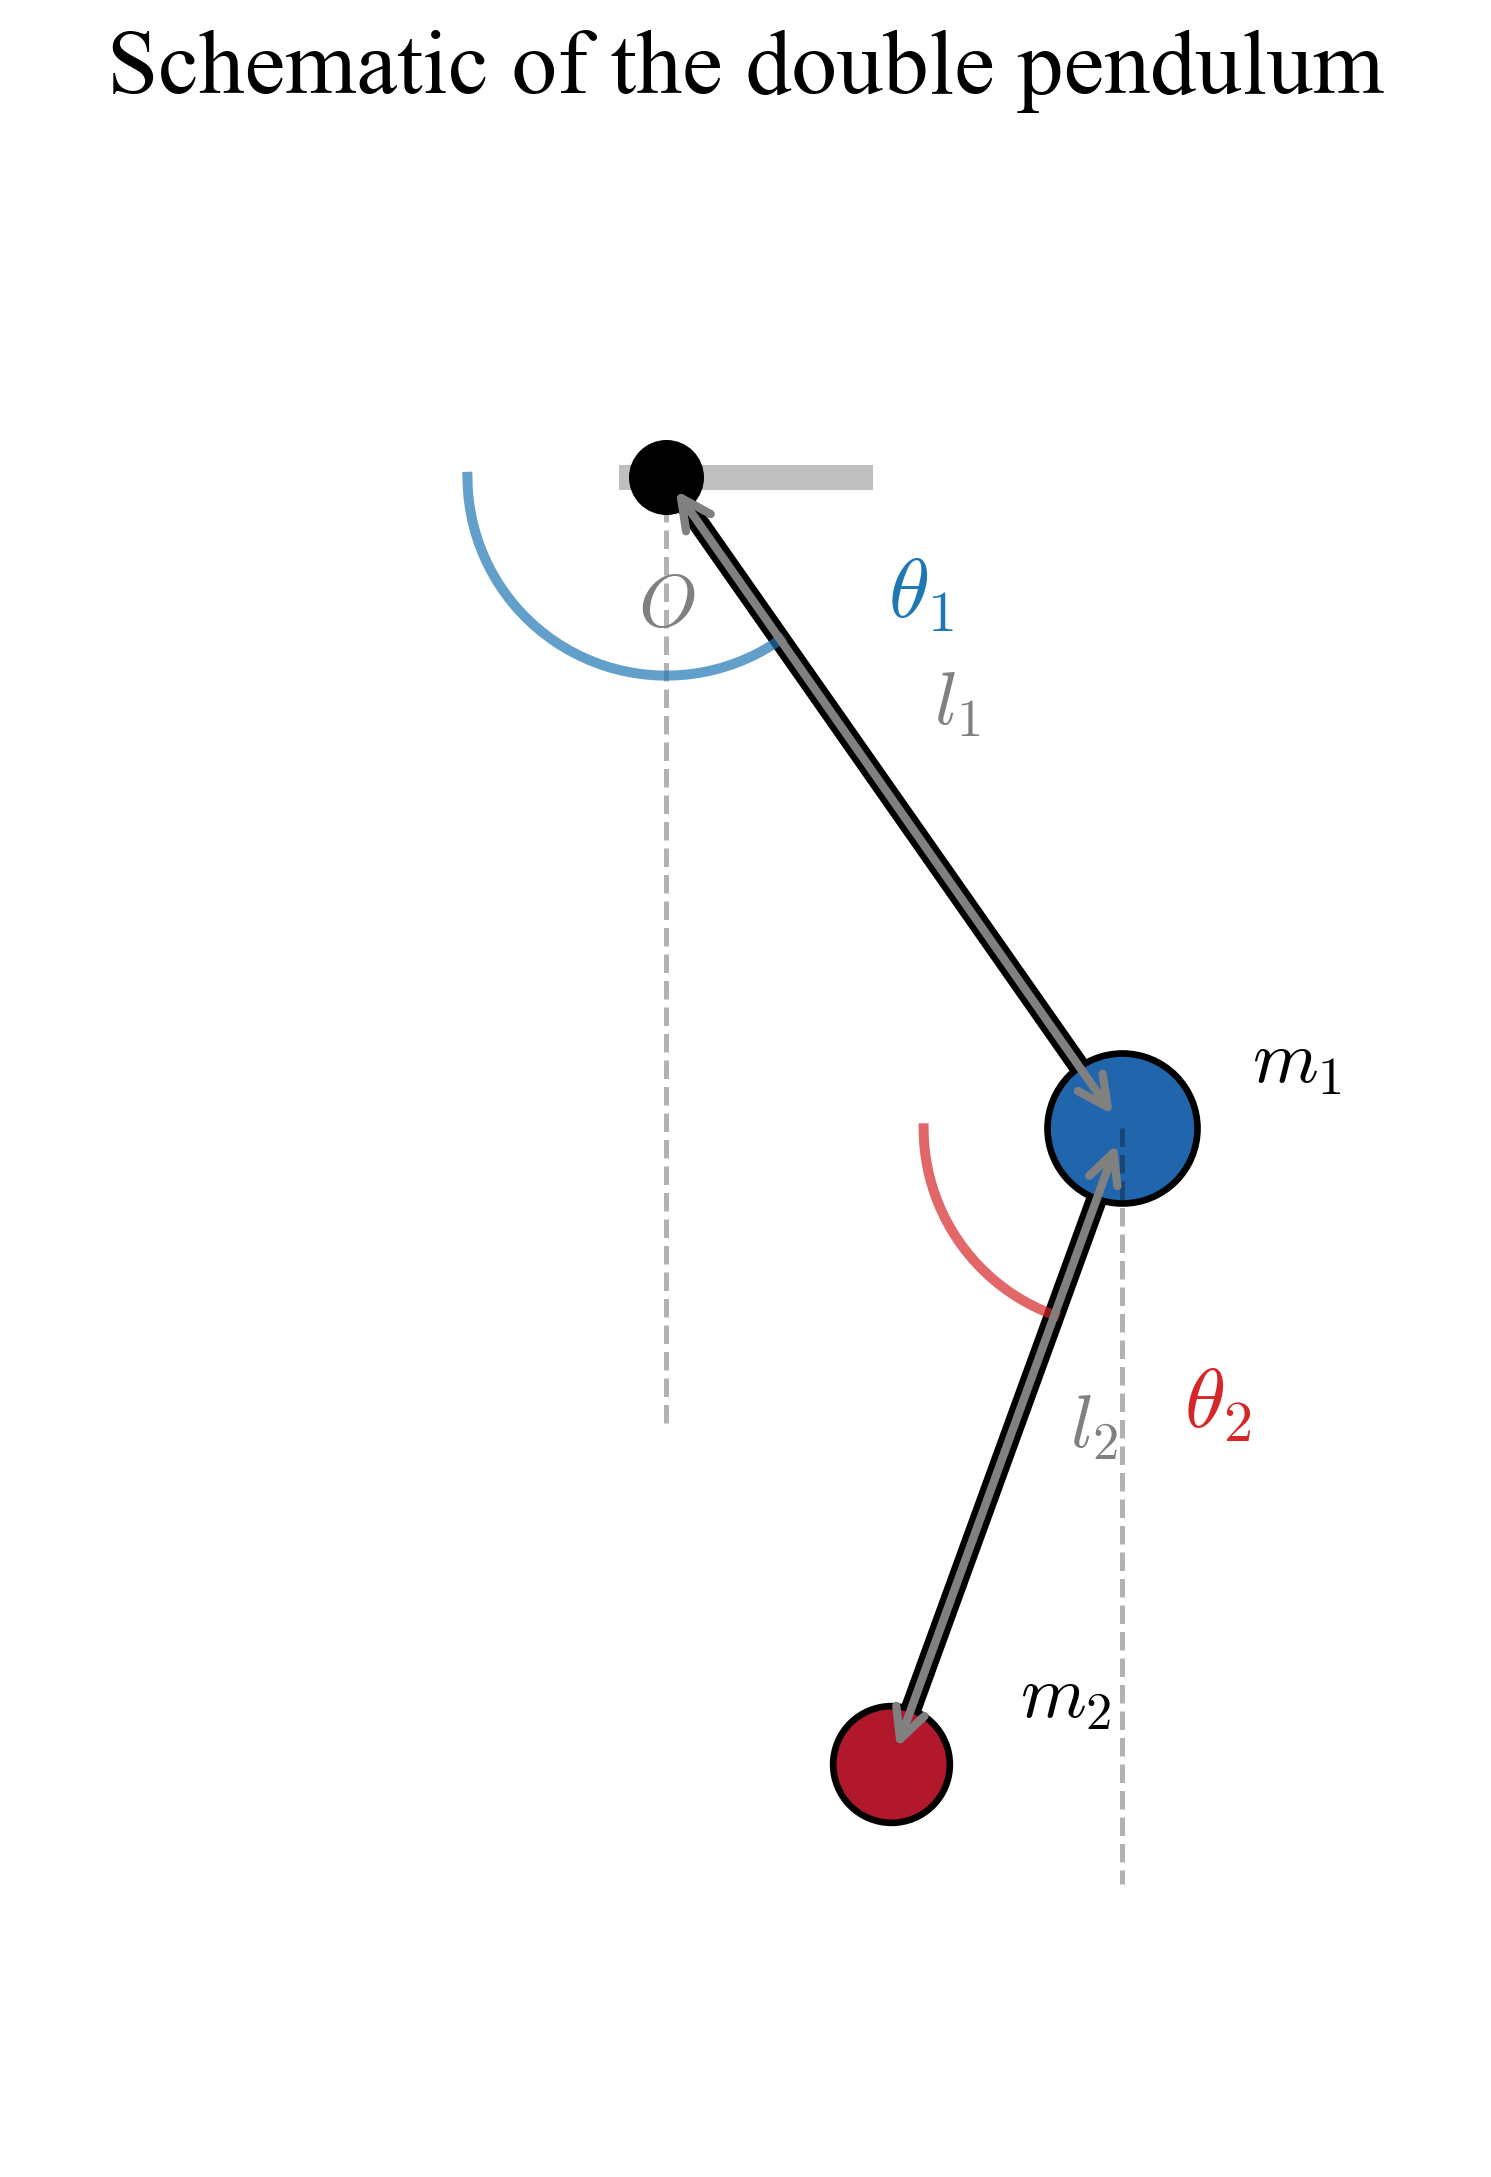 Schematic of the double pendulum
O
θ₁
l₁
m₁
l₂
θ₂
m₂